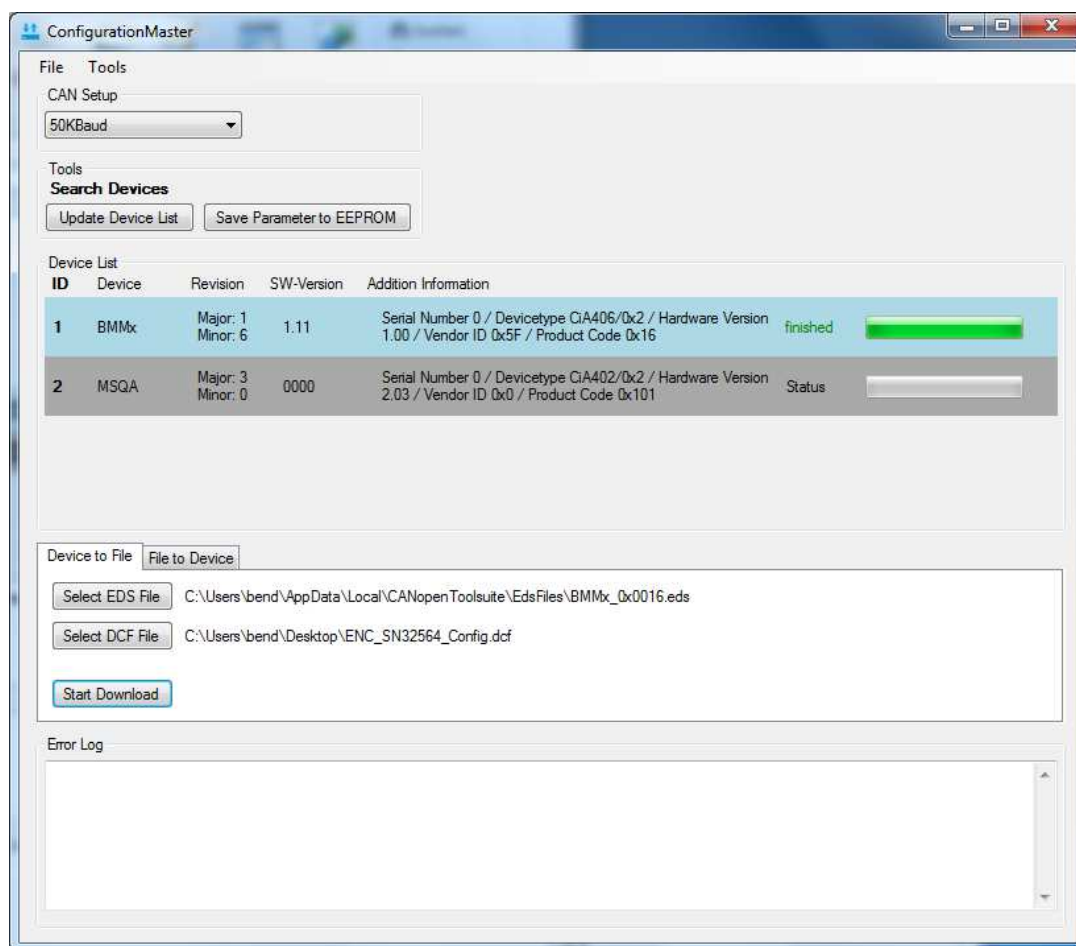 ConfigurationMaster
File Tools
CAN Setup
50KBaud
Tools
Search Devices
Update Device List Save Parameter to EEPROM
Device List
ID Device Revision SW-Version Addition Information
1 BMMx Major: 1 Minor: 6 1.11 Serial Number 0 / Devicetype CiA406/0x2 / Hardware Version 1.00 / Vendor ID 0x5F / Product Code 0x16 finished
2 MSQA Major: 3 Minor: 0 0000 Serial Number 0 / Devicetype CiA402/0x2 / Hardware Version 2.03 / Vendor ID 0x0 / Product Code 0x101 Status
Device to File File to Device
Select EDS File C:\Users\bend\AppData\Local\CANopenToolsuite\EdsFiles\BMMx_0x0016.eds
Select DCF File C:\Users\bend\Desktop\ENC_SN32564_Config.dcf
Start Download
Error Log